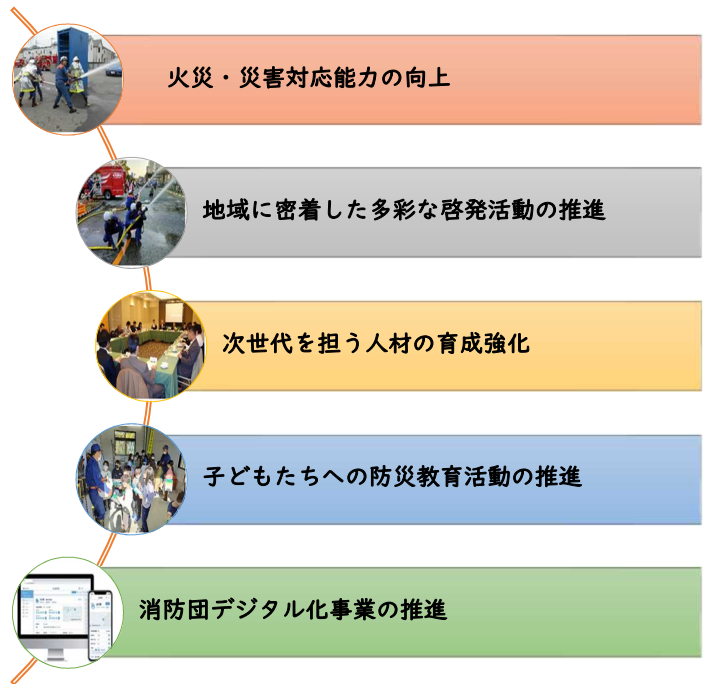 火災・災害対応能力の向上
地域に密着した多彩な啓発活動の推進
次世代を担う人材の育成強化
子どもたちへの防災教育活動の推進
消防団デジタル化事業の推進